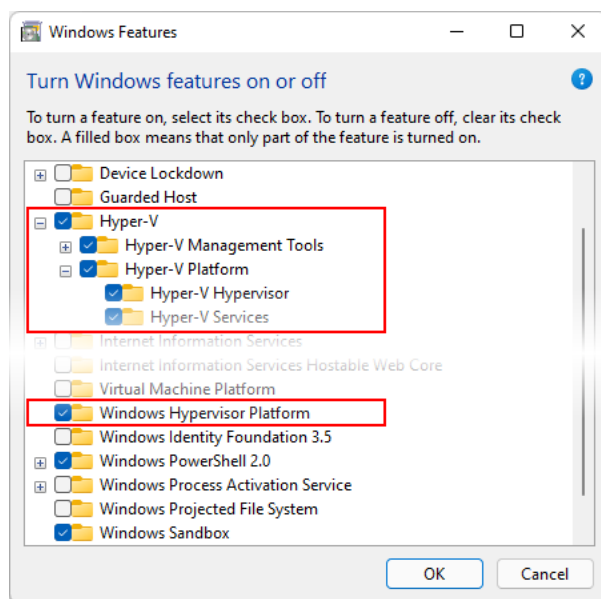 Windows Features
Turn Windows features on or off
?
To turn a feature on, select its check box. To turn a feature off, clear its check
box. A filled box means that only part of the feature is turned on.
Device Lockdown
Guarded Host
Hyper-V
Hyper-V Management Tools
Hyper-V Platform
Hyper-V Hypervisor
Hyper-V Services
Internet Information Services
Internet Information Services Hostable Web Core
Virtual Machine Platform
Windows Hypervisor Platform
Windows Identity Foundation 3.5
Windows PowerShell 2.0
Windows Process Activation Service
Windows Projected File System
Windows Sandbox
OK
Cancel